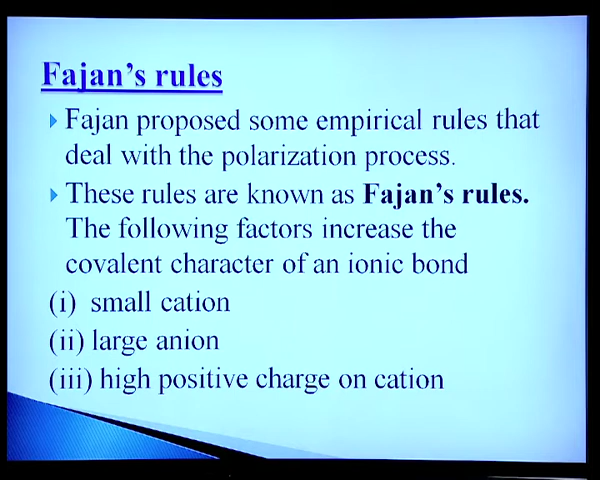 Fajan's rules
Fajan proposed some empirical rules that
deal with the polarization process.
These rules are known as Fajan's rules.
The following factors increase the
covalent character of an ionic bond
(i) small cation
(ii) large anion
(iii) high positive charge on cation